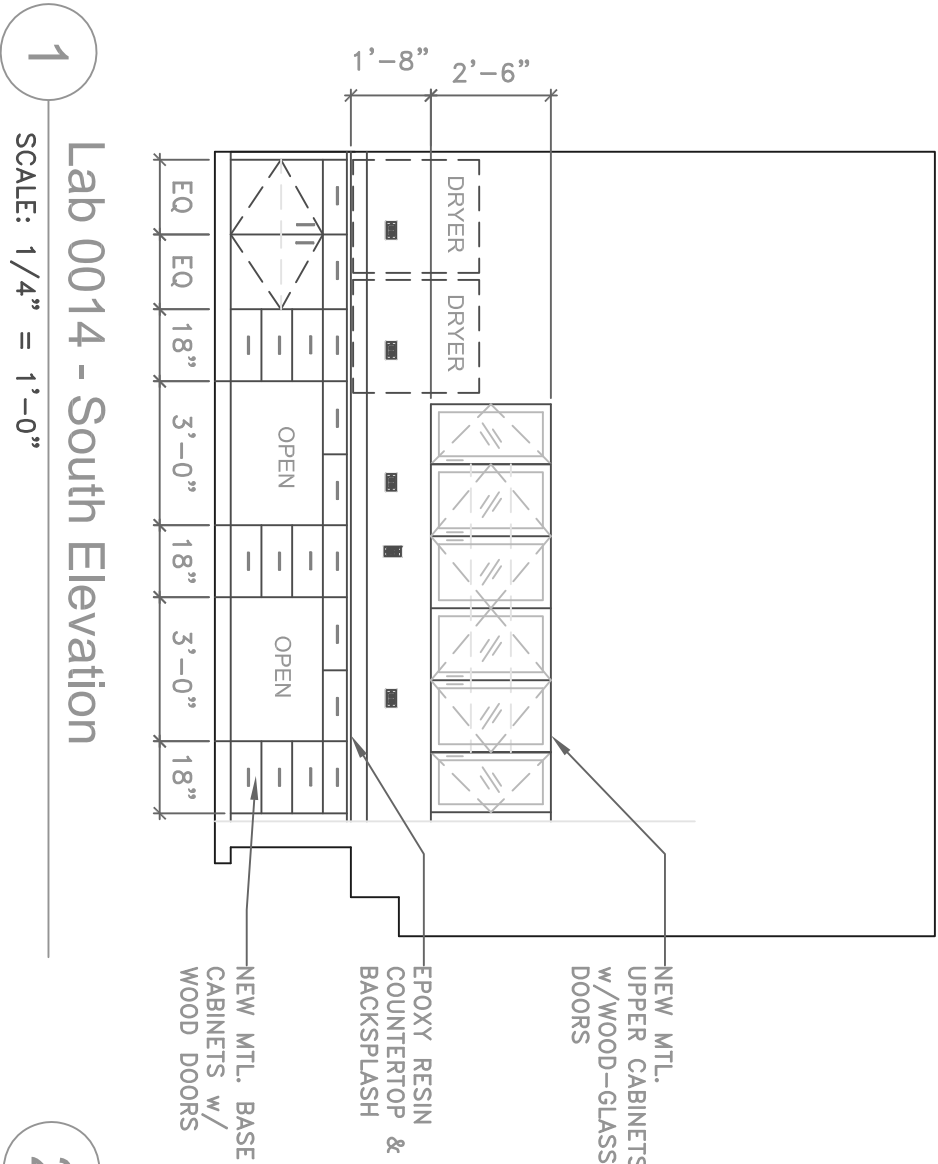 1'-8"
2'-6"
DRYER
DRYER
OPEN
OPEN
EQ
EQ
18"
3'-0"
18"
3'-0"
18"
NEW MTL.
UPPER CABINETS
w/WOOD-GLASS
DOORS
EPOXY RESIN
COUNTERTOP &
BACKSPLASH
NEW MTL. BASE
CABINETS w/
WOOD DOORS
1
Lab 0014 - South Elevation
SCALE: 1/4" = 1'-0"